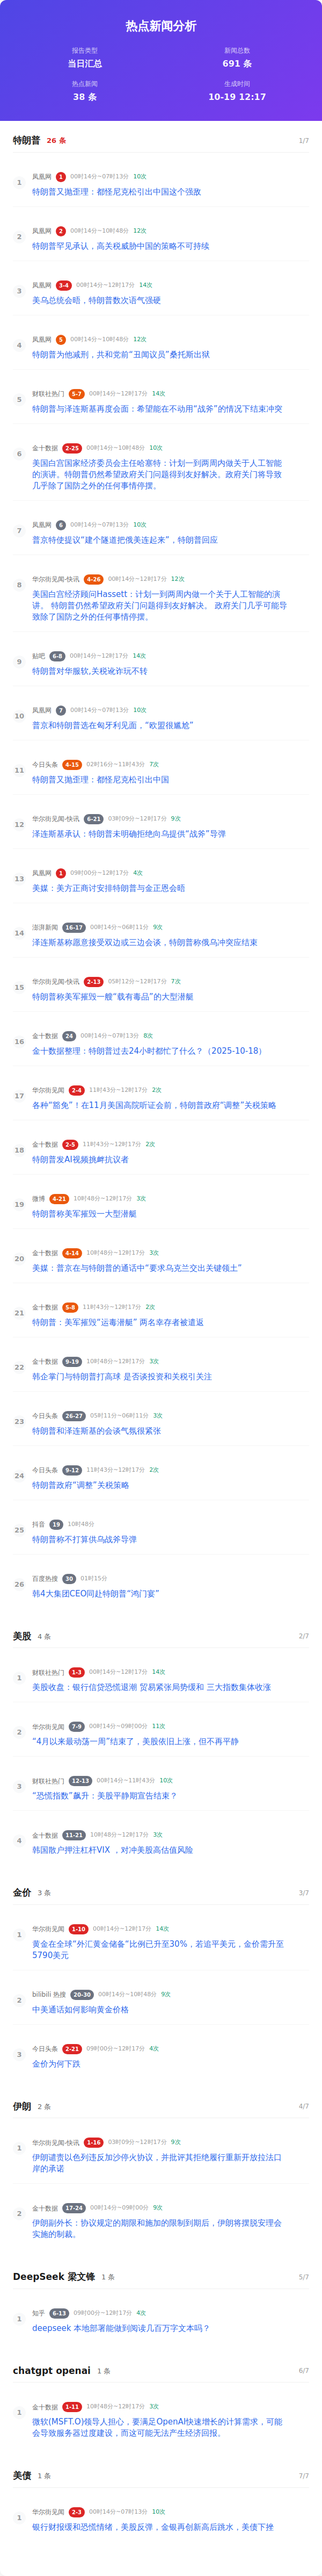 热点新闻分析
报告类型
当日汇总
新闻总数
691 条
热点新闻
38 条
生成时间
10-19 12:17
特朗普 26 条 1/7
1
凤凰网 1 00时14分~07时13分 10次
特朗普又抛歪理：都怪尼克松引出中国这个强敌
2
凤凰网 2 00时14分~10时48分 12次
特朗普罕见承认，高关税威胁中国的策略不可持续
3
凤凰网 3-4 00时14分~12时17分 14次
美乌总统会晤，特朗普数次语气强硬
4
凤凰网 5 00时14分~10时48分 12次
特朗普为他减刑，共和党前“丑闻议员”桑托斯出狱
5
财联社热门 5-7 00时14分~12时17分 14次
特朗普与泽连斯基再度会面：希望能在不动用“战斧”的情况下结束冲突
6
金十数据 2-25 00时14分~10时48分 10次
美国白宫国家经济委员会主任哈塞特：计划一到两周内做关于人工智能
的演讲。特朗普仍然希望政府关门问题得到友好解决。政府关门将导致
几乎除了国防之外的任何事情停摆。
7
凤凰网 6 00时14分~07时13分 10次
普京特使提议“建个隧道把俄美连起来”，特朗普回应
8
华尔街见闻-快讯 4-26 00时14分~12时17分 12次
美国白宫经济顾问Hassett：计划一到两周内做一个关于人工智能的演
讲。 特朗普仍然希望政府关门问题得到友好解决。 政府关门几乎可能导
致除了国防之外的任何事情停摆。
9
贴吧 6-8 00时14分~12时17分 14次
特朗普对华服软,关税讹诈玩不转
10
凤凰网 7 00时14分~07时13分 10次
普京和特朗普选在匈牙利见面，“欧盟很尴尬”
11
今日头条 4-15 02时16分~11时43分 7次
特朗普又抛歪理：都怪尼克松引出中国
12
华尔街见闻-快讯 6-21 03时09分~12时17分 9次
泽连斯基承认：特朗普未明确拒绝向乌提供“战斧”导弹
13
凤凰网 1 09时00分~12时17分 4次
美媒：美方正商讨安排特朗普与金正恩会晤
14
澎湃新闻 16-17 00时14分~06时11分 9次
泽连斯基称愿意接受双边或三边会谈，特朗普称俄乌冲突应结束
15
华尔街见闻-快讯 2-13 05时12分~12时17分 7次
特朗普称美军摧毁一艘“载有毒品”的大型潜艇
16
金十数据 24 00时14分~07时13分 8次
金十数据整理：特朗普过去24小时都忙了什么？（2025-10-18）
17
华尔街见闻 2-4 11时43分~12时17分 2次
各种“豁免”！在11月美国高院听证会前，特朗普政府“调整”关税策略
18
金十数据 2-5 11时43分~12时17分 2次
特朗普发AI视频挑衅抗议者
19
微博 4-21 10时48分~12时17分 3次
特朗普称美军摧毁一大型潜艇
20
金十数据 4-14 10时48分~12时17分 3次
美媒：普京在与特朗普的通话中“要求乌克兰交出关键领土”
21
金十数据 5-8 11时43分~12时17分 2次
特朗普：美军摧毁“运毒潜艇” 两名幸存者被遣返
22
金十数据 9-19 10时48分~12时17分 3次
韩企掌门与特朗普打高球 是否谈投资和关税引关注
23
今日头条 26-27 05时11分~06时11分 3次
特朗普和泽连斯基的会谈气氛很紧张
24
今日头条 9-12 11时43分~12时17分 2次
特朗普政府“调整”关税策略
25
抖音 19 10时48分
特朗普称不打算供乌战斧导弹
26
百度热搜 30 01时15分
韩4大集团CEO同赴特朗普“鸿门宴”
美股 4 条 2/7
1
财联社热门 1-3 00时14分~12时17分 14次
美股收盘：银行信贷恐慌退潮 贸易紧张局势缓和 三大指数集体收涨
2
华尔街见闻 7-9 00时14分~09时00分 11次
“4月以来最动荡一周”结束了，美股依旧上涨，但不再平静
3
财联社热门 12-13 00时14分~11时43分 10次
“恐慌指数”飙升：美股平静期宣告结束？
4
金十数据 11-21 10时48分~12时17分 3次
韩国散户押注杠杆VIX ，对冲美股高估值风险
金价 3 条 3/7
1
华尔街见闻 1-10 00时14分~12时17分 14次
黄金在全球“外汇黄金储备”比例已升至30%，若追平美元，金价需升至
5790美元
2
bilibili 热搜 20-30 00时14分~10时48分 9次
中美通话如何影响黄金价格
3
今日头条 2-21 09时00分~12时17分 4次
金价为何下跌
伊朗 2 条 4/7
1
华尔街见闻-快讯 1-16 03时09分~12时17分 9次
伊朗谴责以色列违反加沙停火协议，并批评其拒绝履行重新开放拉法口
岸的承诺
2
金十数据 17-24 00时14分~09时00分 9次
伊朗副外长：协议规定的期限和施加的限制到期后，伊朗将摆脱安理会
实施的制裁。
DeepSeek 梁文锋 1 条 5/7
1
知乎 6-13 09时00分~12时17分 4次
deepseek 本地部署能做到阅读几百万字文本吗？
chatgpt openai 1 条 6/7
1
金十数据 1-11 10时48分~12时17分 3次
微软(MSFT.O)领导人担心，要满足OpenAI快速增长的计算需求，可能
会导致服务器过度建设，而这可能无法产生经济回报。
美债 1 条 7/7
1
华尔街见闻 2-3 00时14分~07时13分 10次
银行财报缓和恐慌情绪，美股反弹，金银再创新高后跳水，美债下挫